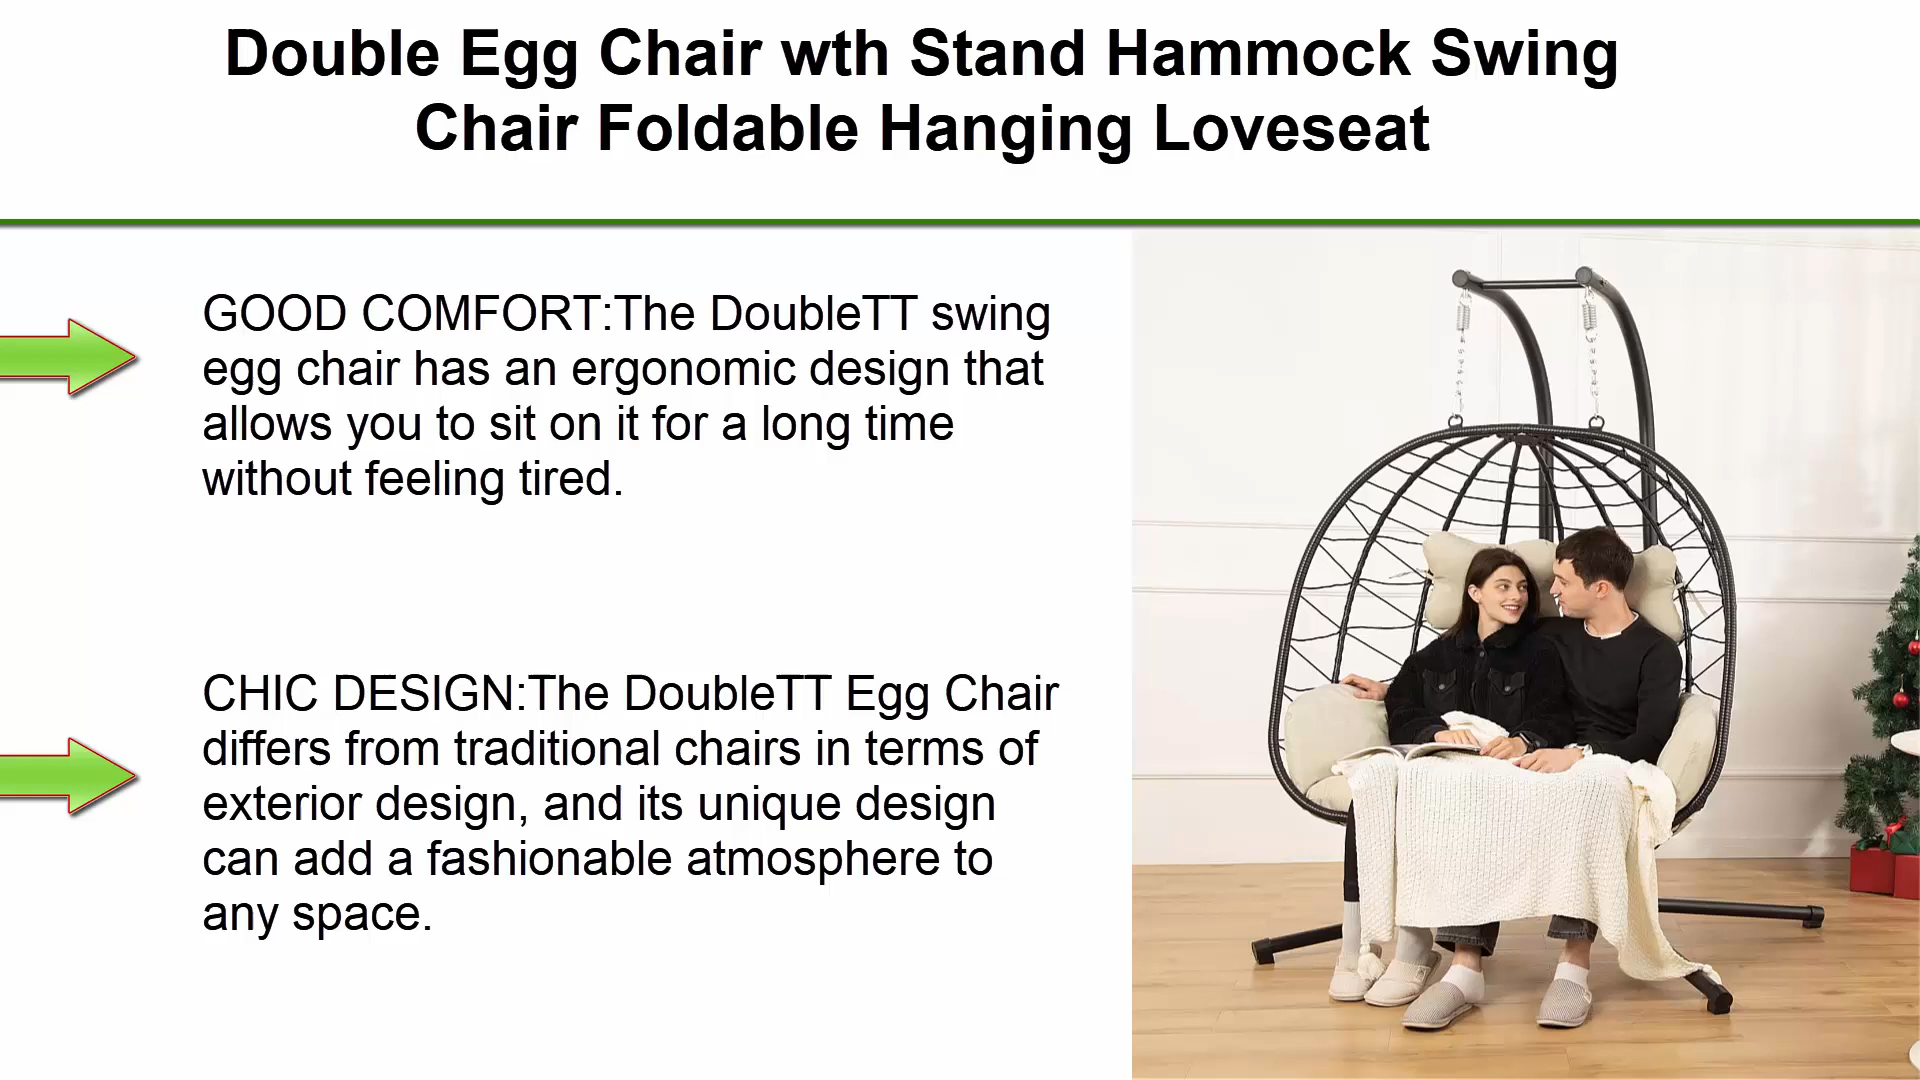 Double Egg Chair wth Stand Hammock Swing
Chair Foldable Hanging Loveseat
GOOD COMFORT:The DoubleTT swing
egg chair has an ergonomic design that
allows you to sit on it for a long time
without feeling tired.
CHIC DESIGN:The DoubleTT Egg Chair
differs from traditional chairs in terms of
exterior design, and its unique design
can add a fashionable atmosphere to
any space.